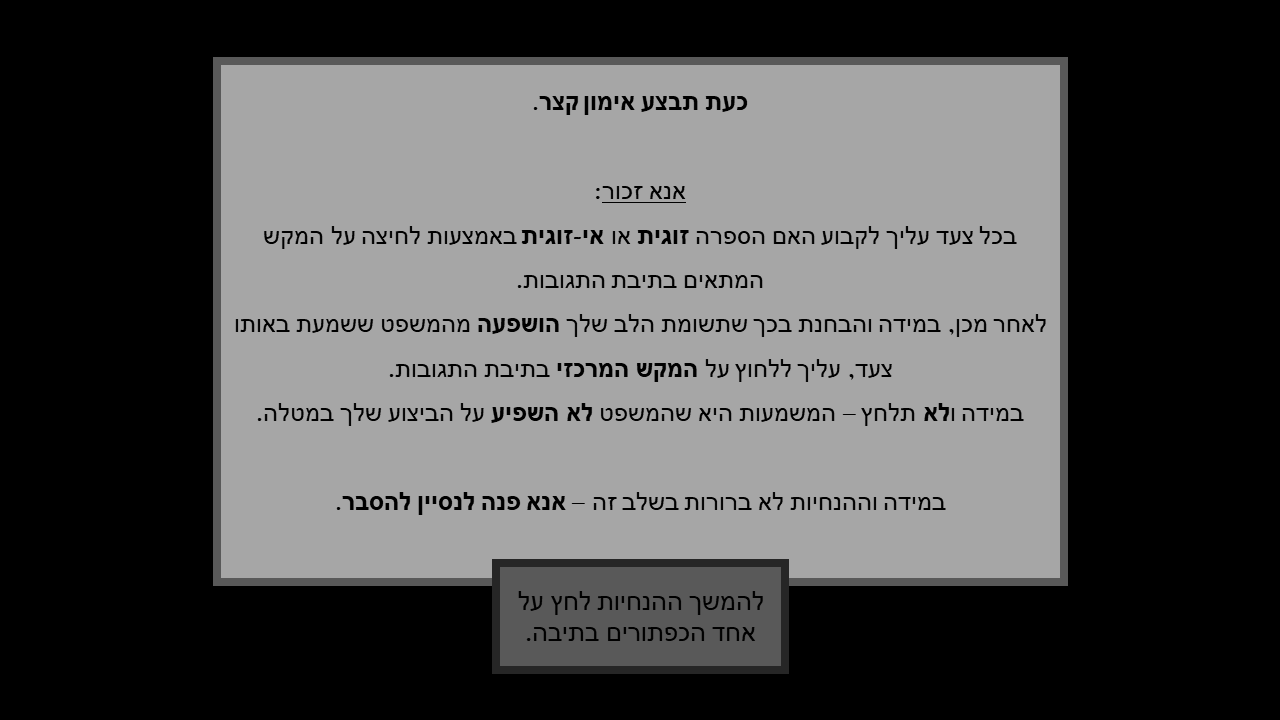 כעת תבצע אימון קצר.
אנא זכור:
בכל צעד עליך לקבוע האם הספרה זוגית או אי-זוגית באמצעות לחיצה על המקש
המתאים בתיבת התגובות.
לאחר מכן, במידה והבחנת בכך שתשומת הלב שלך הושפעה מהמשפט ששמעת באותו
צעד, עליך ללחוץ על המקש המרכזי בתיבת התגובות.
במידה ולא תלחץ – המשמעות היא שהמשפט לא השפיע על הביצוע שלך במטלה.
במידה וההנחיות לא ברורות בשלב זה – אנא פנה לנסיין להסבר.
להמשך ההנחיות לחץ על
אחד הכפתורים בתיבה.